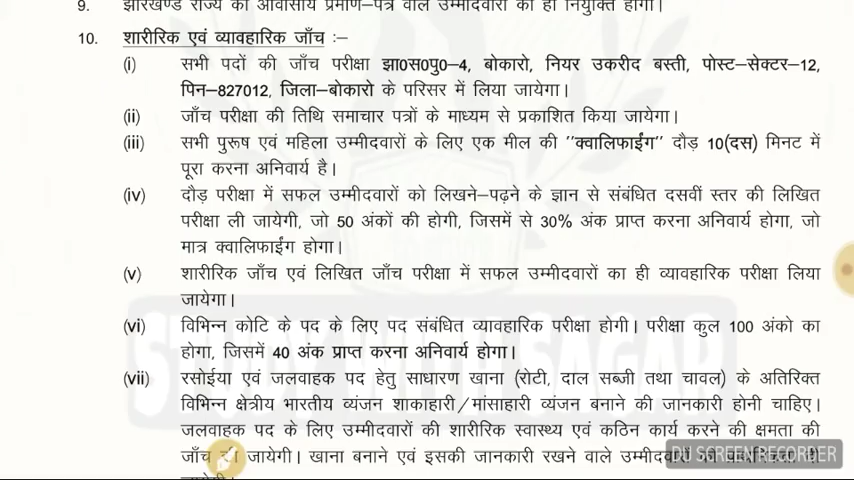 9. झारखण्ड राज्य का आवासीय प्रमाण–पत्र वाले उम्मीदवारों का ही नियुक्ति होगी।
10. शारीरिक एवं व्यावहारिक जाँच :–
(i) सभी पदों की जाँच परीक्षा झा0स0पु0–4, बोकारो, नियर उकरीद बस्ती, पोस्ट–सेक्टर–12,
पिन–827012, जिला–बोकारो के परिसर में लिया जायेगा।
(ii) जाँच परीक्षा की तिथि समाचार पत्रों के माध्यम से प्रकाशित किया जायेगा।
(iii) सभी पुरूष एवं महिला उम्मीदवारों के लिए एक मील की "क्वालिफाईंग" दौड़ 10(दस) मिनट में
पूरा करना अनिवार्य है।
(iv) दौड़ परीक्षा में सफल उम्मीदवारों को लिखने–पढ़ने के ज्ञान से संबंधित दसवीं स्तर की लिखित
परीक्षा ली जायेगी, जो 50 अंकों की होगी, जिसमें से 30% अंक प्राप्त करना अनिवार्य होगा, जो
मात्र क्वालिफाईंग होगा।
(v) शारीरिक जाँच एवं लिखित जाँच परीक्षा में सफल उम्मीदवारों का ही व्यावहारिक परीक्षा लिया
जायेगा।
(vi) विभिन्न कोटि के पद के लिए पद संबंधित व्यावहारिक परीक्षा होगी। परीक्षा कुल 100 अंको का
होगा, जिसमें 40 अंक प्राप्त करना अनिवार्य होगा।
(vii) रसोईया एवं जलवाहक पद हेतु साधारण खाना (रोटी, दाल सब्जी तथा चावल) के अतिरिक्त
विभिन्न क्षेत्रीय भारतीय व्यंजन शाकाहारी/मांसाहारी व्यंजन बनाने की जानकारी होनी चाहिए।
जलवाहक पद के लिए उम्मीदवारों की शारीरिक स्वास्थ्य एवं कठिन कार्य करने की क्षमता की
जाँच की जायेगी। खाना बनाने एवं इसकी जानकारी रखने वाले
STUDY WITH SAGAR
DU SCREEN RECORDER